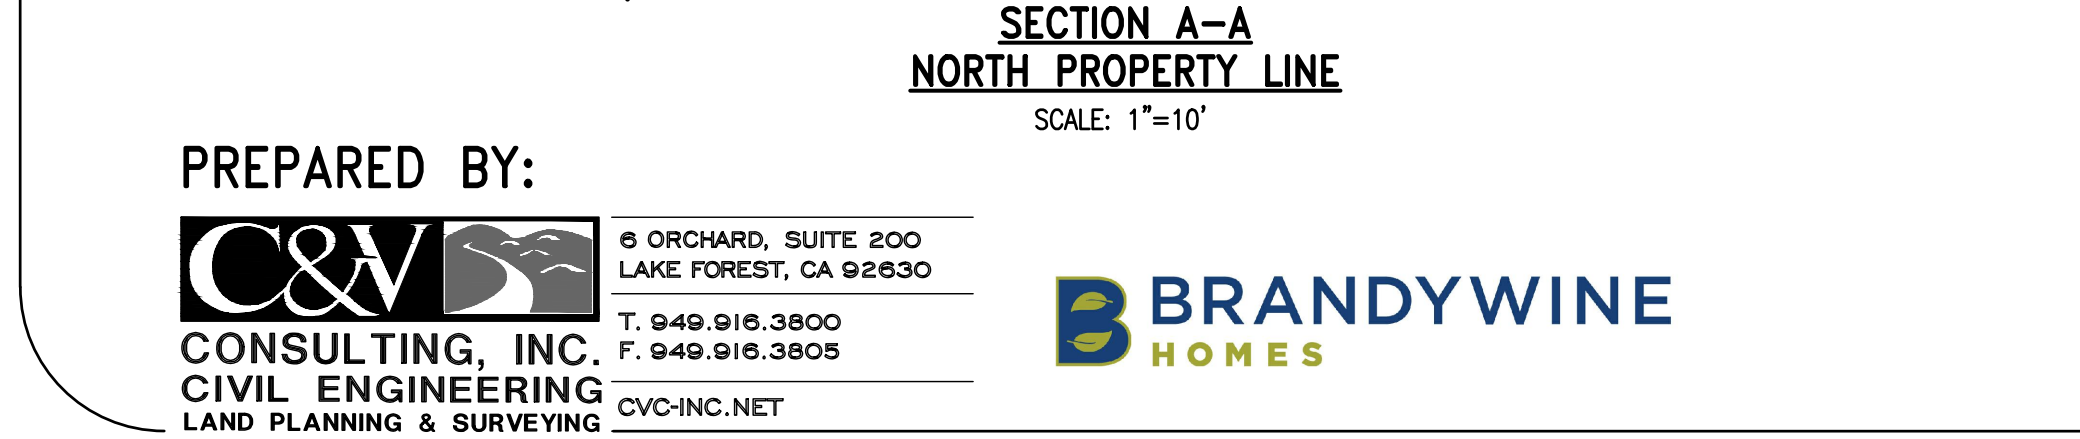 SECTION A-A
NORTH PROPERTY LINE
SCALE: 1"=10'
PREPARED BY:
C&V
CONSULTING, INC.
CIVIL ENGINEERING
LAND PLANNING & SURVEYING
6 ORCHARD, SUITE 200
LAKE FOREST, CA 92630
T. 949.916.3800
F. 949.916.3805
CVC-INC.NET
B BRANDYWINE
HOMES